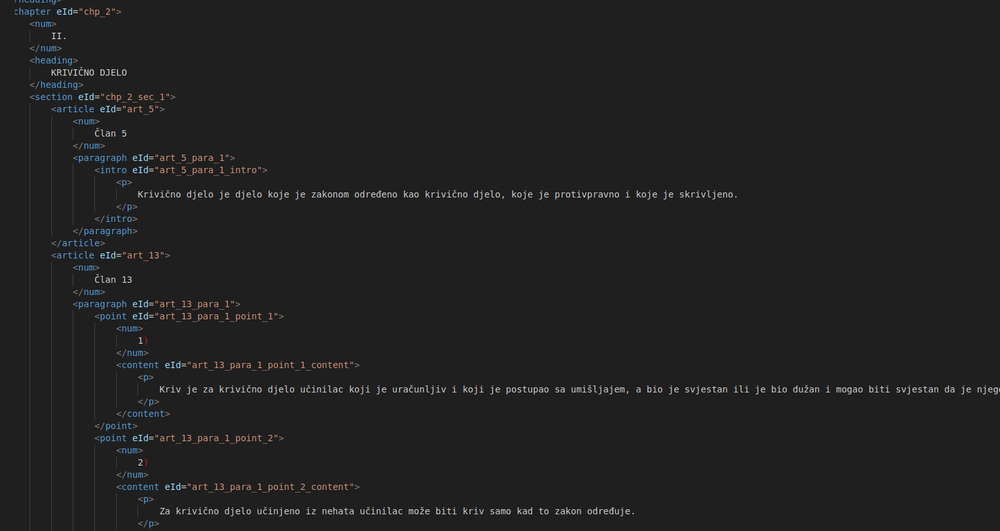 /heading>
chapter eId="chp_2">
<num>
II.
</num>
<heading>
KRIVIČNO DJELO
</heading>
<section eId="chp_2_sec_1">
<article eId="art_5">
<num>
Član 5
</num>
<paragraph eId="art_5_para_1">
<intro eId="art_5_para_1_intro">
<p>
Krivično djelo je djelo koje je zakonom određeno kao krivično djelo, koje je protivpravno i koje je skrivljeno.
</p>
</intro>
</paragraph>
</article>
<article eId="art_13">
<num>
Član 13
</num>
<paragraph eId="art_13_para_1">
<point eId="art_13_para_1_point_1">
<num>
1)
</num>
<content eId="art_13_para_1_point_1_content">
<p>
Kriv je za krivično djelo učinilac koji je uračunljiv i koji je postupao sa umišljajem, a bio je svjestan ili je bio dužan i mogao biti svjestan da je
</p>
</content>
</point>
<point eId="art_13_para_1_point_2">
<num>
2)
</num>
<content eId="art_13_para_1_point_2_content">
<p>
Za krivično djelo učinjeno iz nehata učinilac može biti kriv samo kad to zakon određuje.
</p>